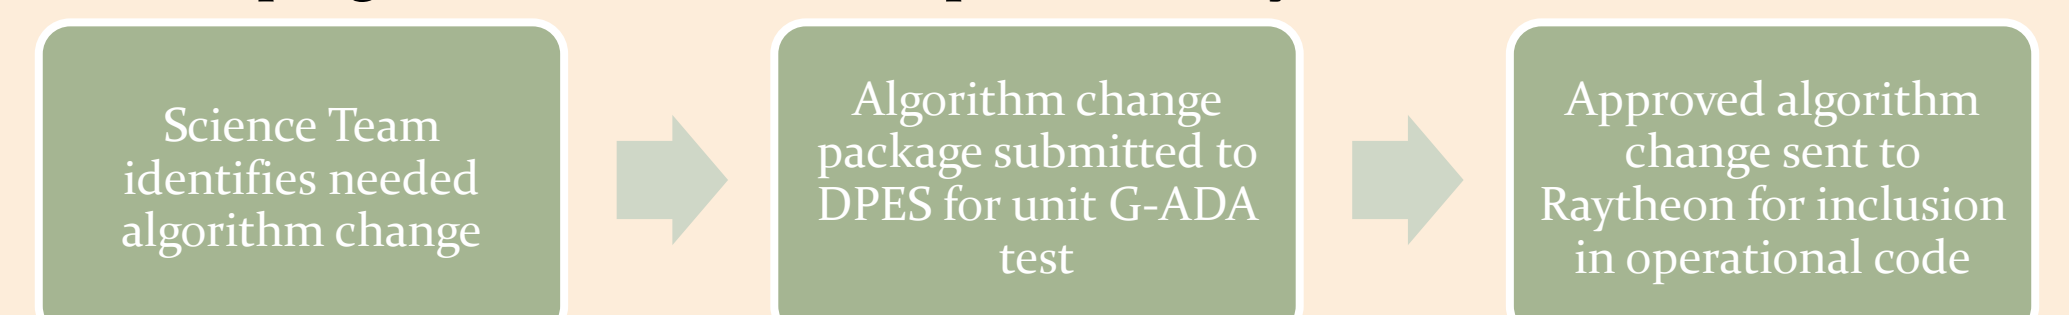 Science Team
identifies needed
algorithm change
Algorithm change
package submitted to
DPES for unit G-ADA
test
Approved algorithm
change sent to
Raytheon for inclusion
in operational code